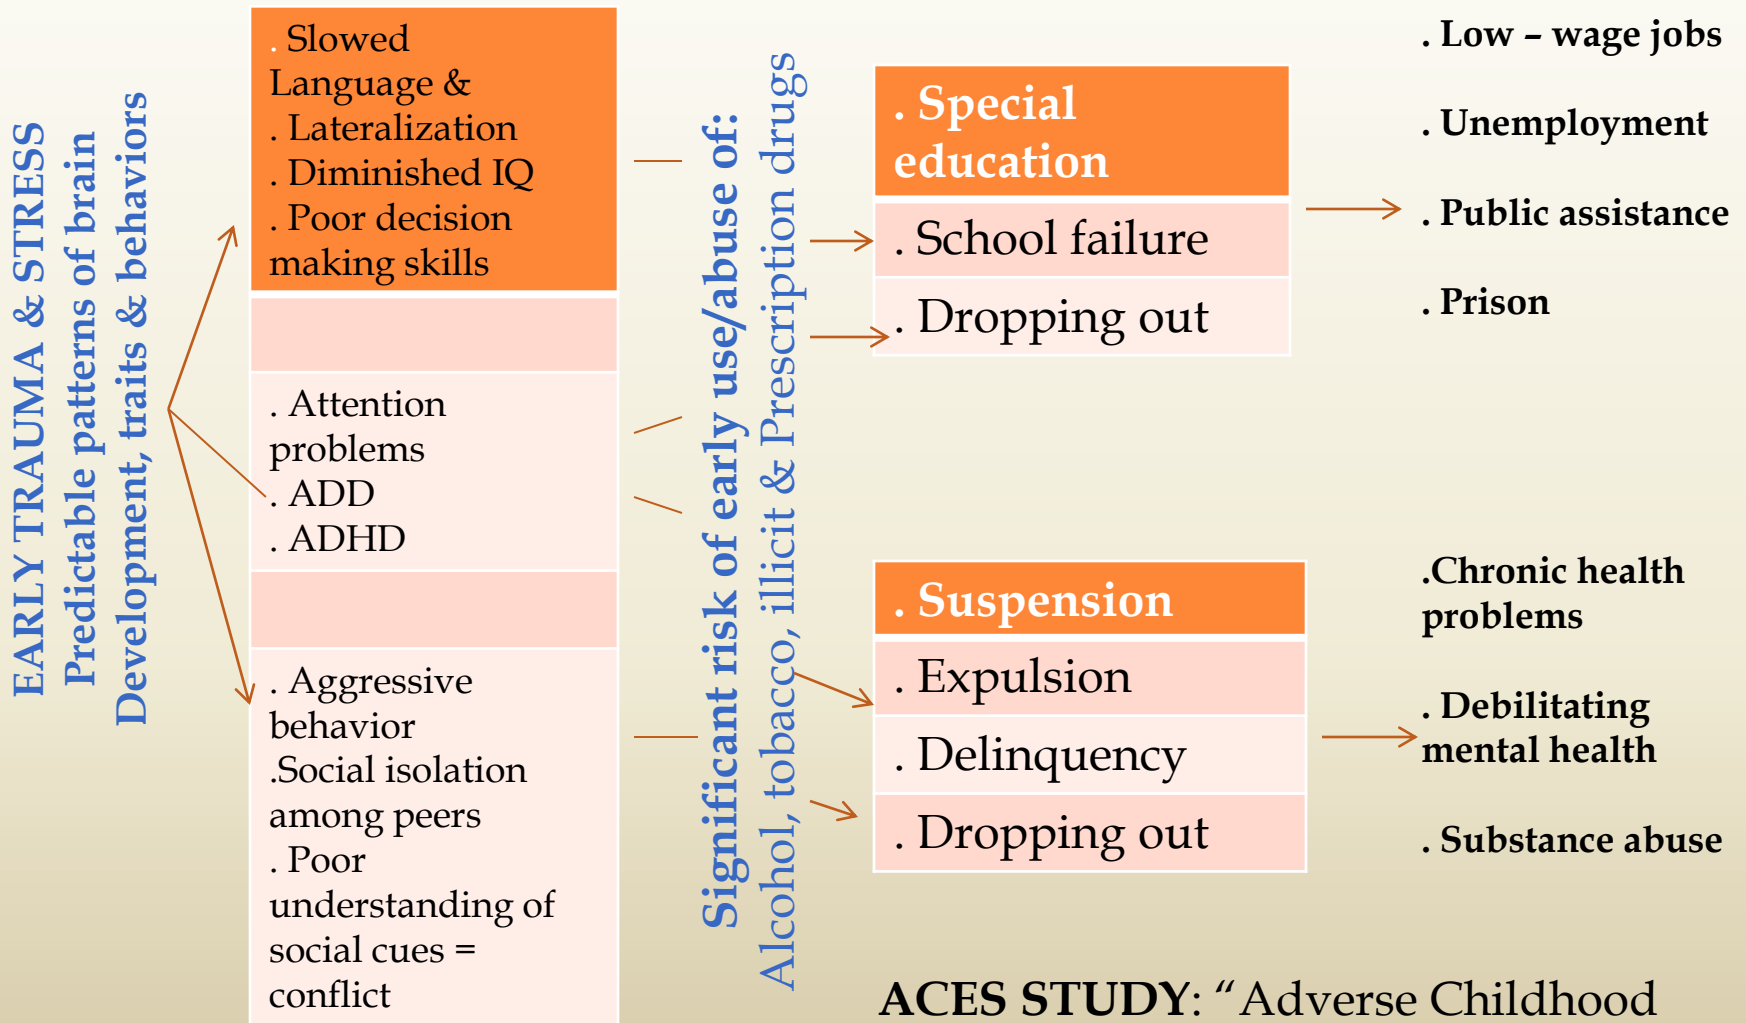 EARLY TRAUMA & STRESS
Predictable patterns of brain
Development, traits & behaviors
. Slowed
Language &
. Lateralization
. Diminished IQ
. Poor decision
making skills
. Attention
problems
. ADD
. ADHD
. Aggressive
behavior
.Social isolation
among peers
. Poor
understanding of
social cues =
conflict
Significant risk of early use/abuse of:
Alcohol, tobacco, illicit & Prescription drugs
. Special
education
. School failure
. Dropping out
. Suspension
. Expulsion
. Delinquency
. Dropping out
. Low – wage jobs
. Unemployment
. Public assistance
. Prison
.Chronic health
problems
. Debilitating
mental health
. Substance abuse
ACES STUDY: “Adverse Childhood